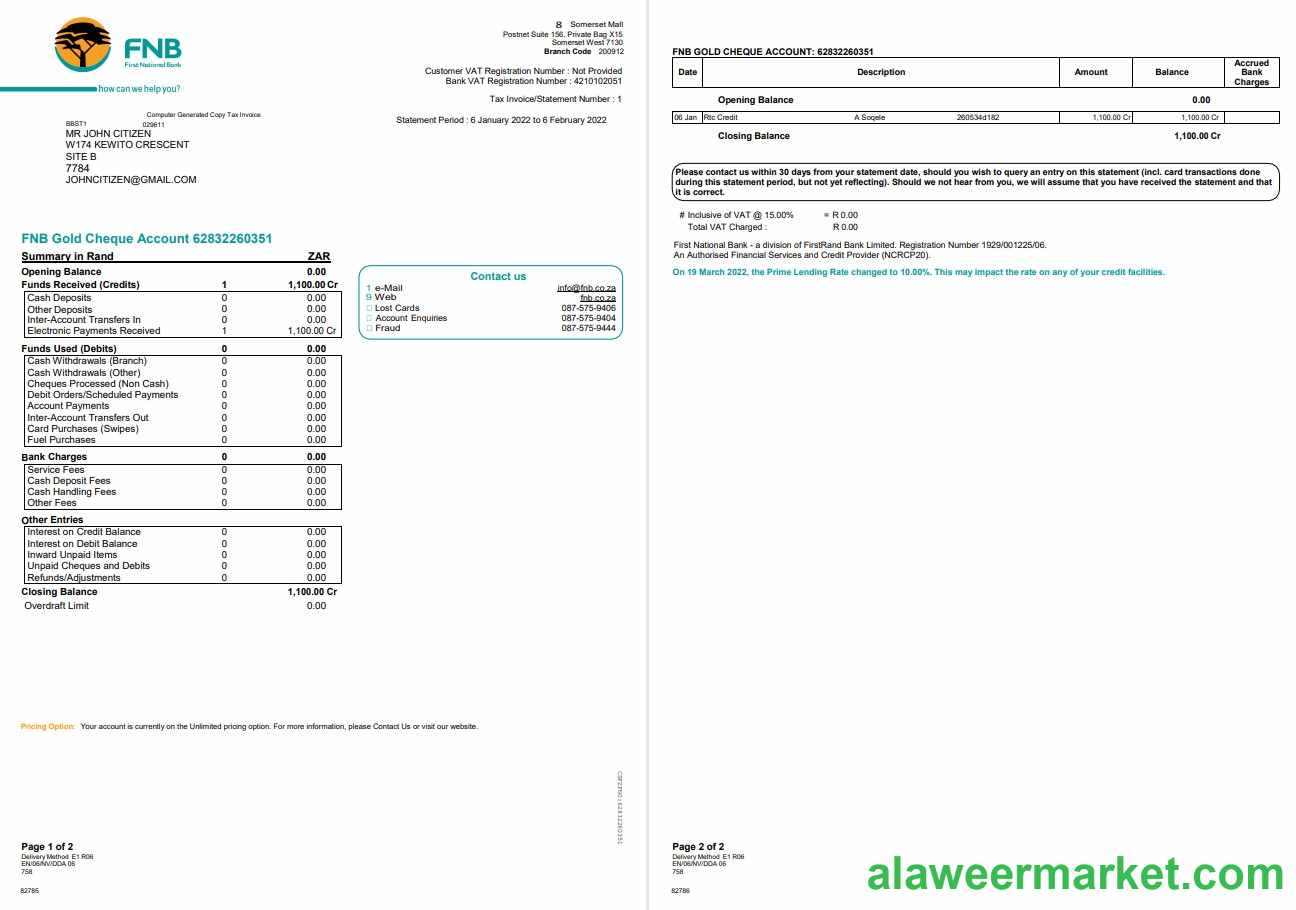 FNB
First National Bank
how can we help you?
8 Somerset Mall
Postnet Suite 156, Private Bag X15
Somerset West 7130
Branch Code 200912
Customer VAT Registration Number : Not Provided
Bank VAT Registration Number : 4210102051
Tax Invoice/Statement Number : 1
Statement Period : 6 January 2022 to 6 February 2022
Computer Generated Copy Tax Invoice
BBST1 029611
MR JOHN CITIZEN
W174 KEWITO CRESCENT
SITE B
7784
JOHNCITIZEN@GMAIL.COM
FNB Gold Cheque Account 62832260351
Summary in Rand ZAR
Opening Balance 0.00
Funds Received (Credits) 1 1,100.00 Cr
Cash Deposits 0 0.00
Other Deposits 0 0.00
Inter-Account Transfers In 0 0.00
Electronic Payments Received 1 1,100.00 Cr
Funds Used (Debits) 0 0.00
Cash Withdrawals (Branch) 0 0.00
Cash Withdrawals (Other) 0 0.00
Cheques Processed (Non Cash) 0 0.00
Debit Orders/Scheduled Payments 0 0.00
Account Payments 0 0.00
Inter-Account Transfers Out 0 0.00
Card Purchases (Swipes) 0 0.00
Fuel Purchases 0 0.00
Bank Charges 0 0.00
Service Fees 0 0.00
Cash Deposit Fees 0 0.00
Cash Handling Fees 0 0.00
Other Fees 0 0.00
Other Entries
Interest on Credit Balance 0 0.00
Interest on Debit Balance 0 0.00
Inward Unpaid Items 0 0.00
Unpaid Cheques and Debits 0 0.00
Refunds/Adjustments 0 0.00
Closing Balance 1,100.00 Cr
Overdraft Limit 0.00
Contact us
1 e-Mail info@fnb.co.za
9 Web fnb.co.za
Lost Cards 087-575-9406
Account Enquiries 087-575-9404
Fraud 087-575-9444
Pricing Option: Your account is currently on the Unlimited pricing option. For more information, please Contact Us or visit our website.
Page 1 of 2
Delivery Method E1 R06
EN/06/NV/DDA 06
758
82785
FNB GOLD CHEQUE ACCOUNT: 62832260351
Date Description Amount Balance Accrued Bank Charges
Opening Balance 0.00
06 Jan Rtc Credit A Soqele 260534d182 1,100.00 Cr 1,100.00 Cr
Closing Balance 1,100.00 Cr
Please contact us within 30 days from your statement date, should you wish to query an entry on this statement (incl. card transactions done
during this statement period, but not yet reflecting). Should we not hear from you, we will assume that you have received the statement and that
it is correct.
# Inclusive of VAT @ 15.00% = R 0.00
Total VAT Charged : R 0.00
First National Bank - a division of FirstRand Bank Limited. Registration Number 1929/001225/06.
An Authorised Financial Services and Credit Provider (NCRCP20).
On 19 March 2022, the Prime Lending Rate changed to 10.00%. This may impact the rate on any of your credit facilities.
Page 2 of 2
Delivery Method E1 R06
EN/06/NV/DDA 06
758
82786
alaweermarket.com